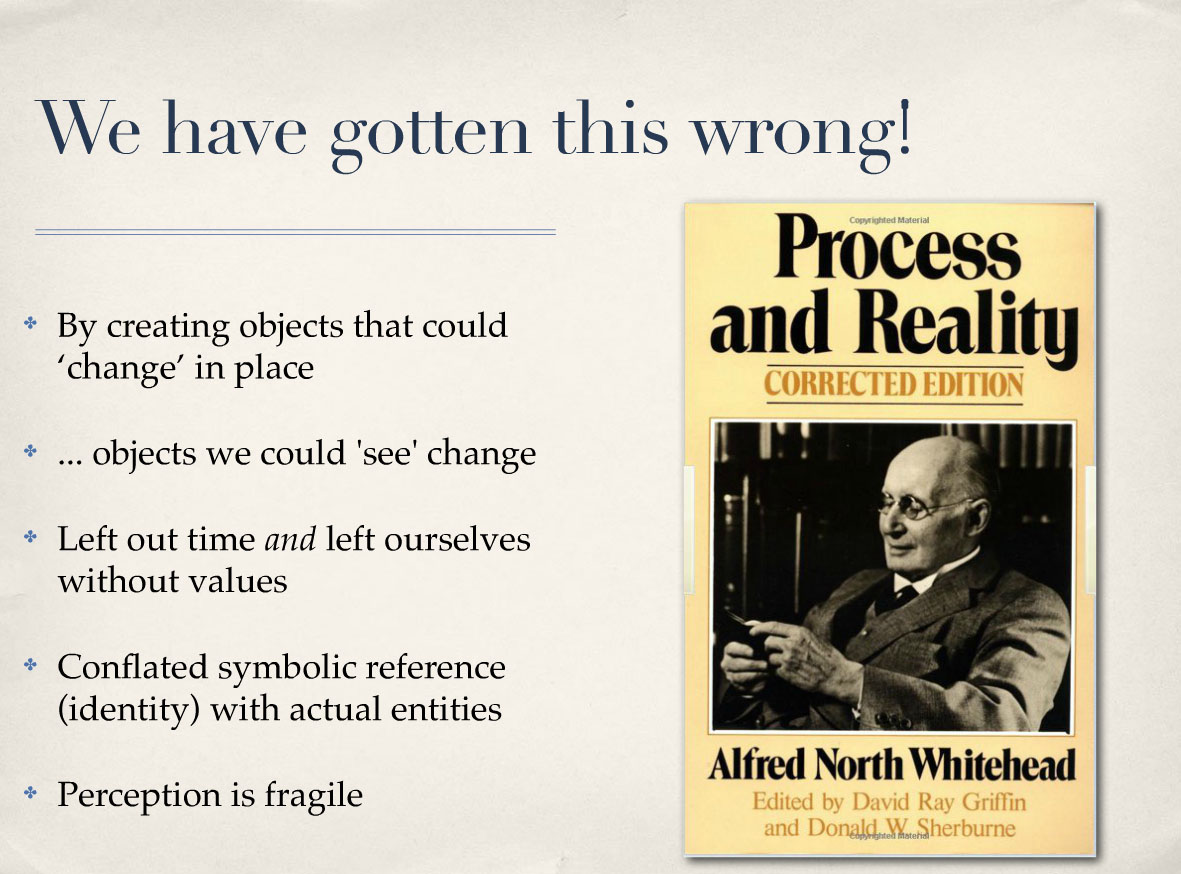 We have gotten this wrong!
By creating objects that could
‘change’ in place
... objects we could 'see' change
Left out time and left ourselves
without values
Conflated symbolic reference
(identity) with actual entities
Perception is fragile
Copyrighted Material
Process
and Reality
CORRECTED EDITION
Alfred North Whitehead
Edited by David Ray Griffin
and Donald W. Sherburne
Copyrighted Material